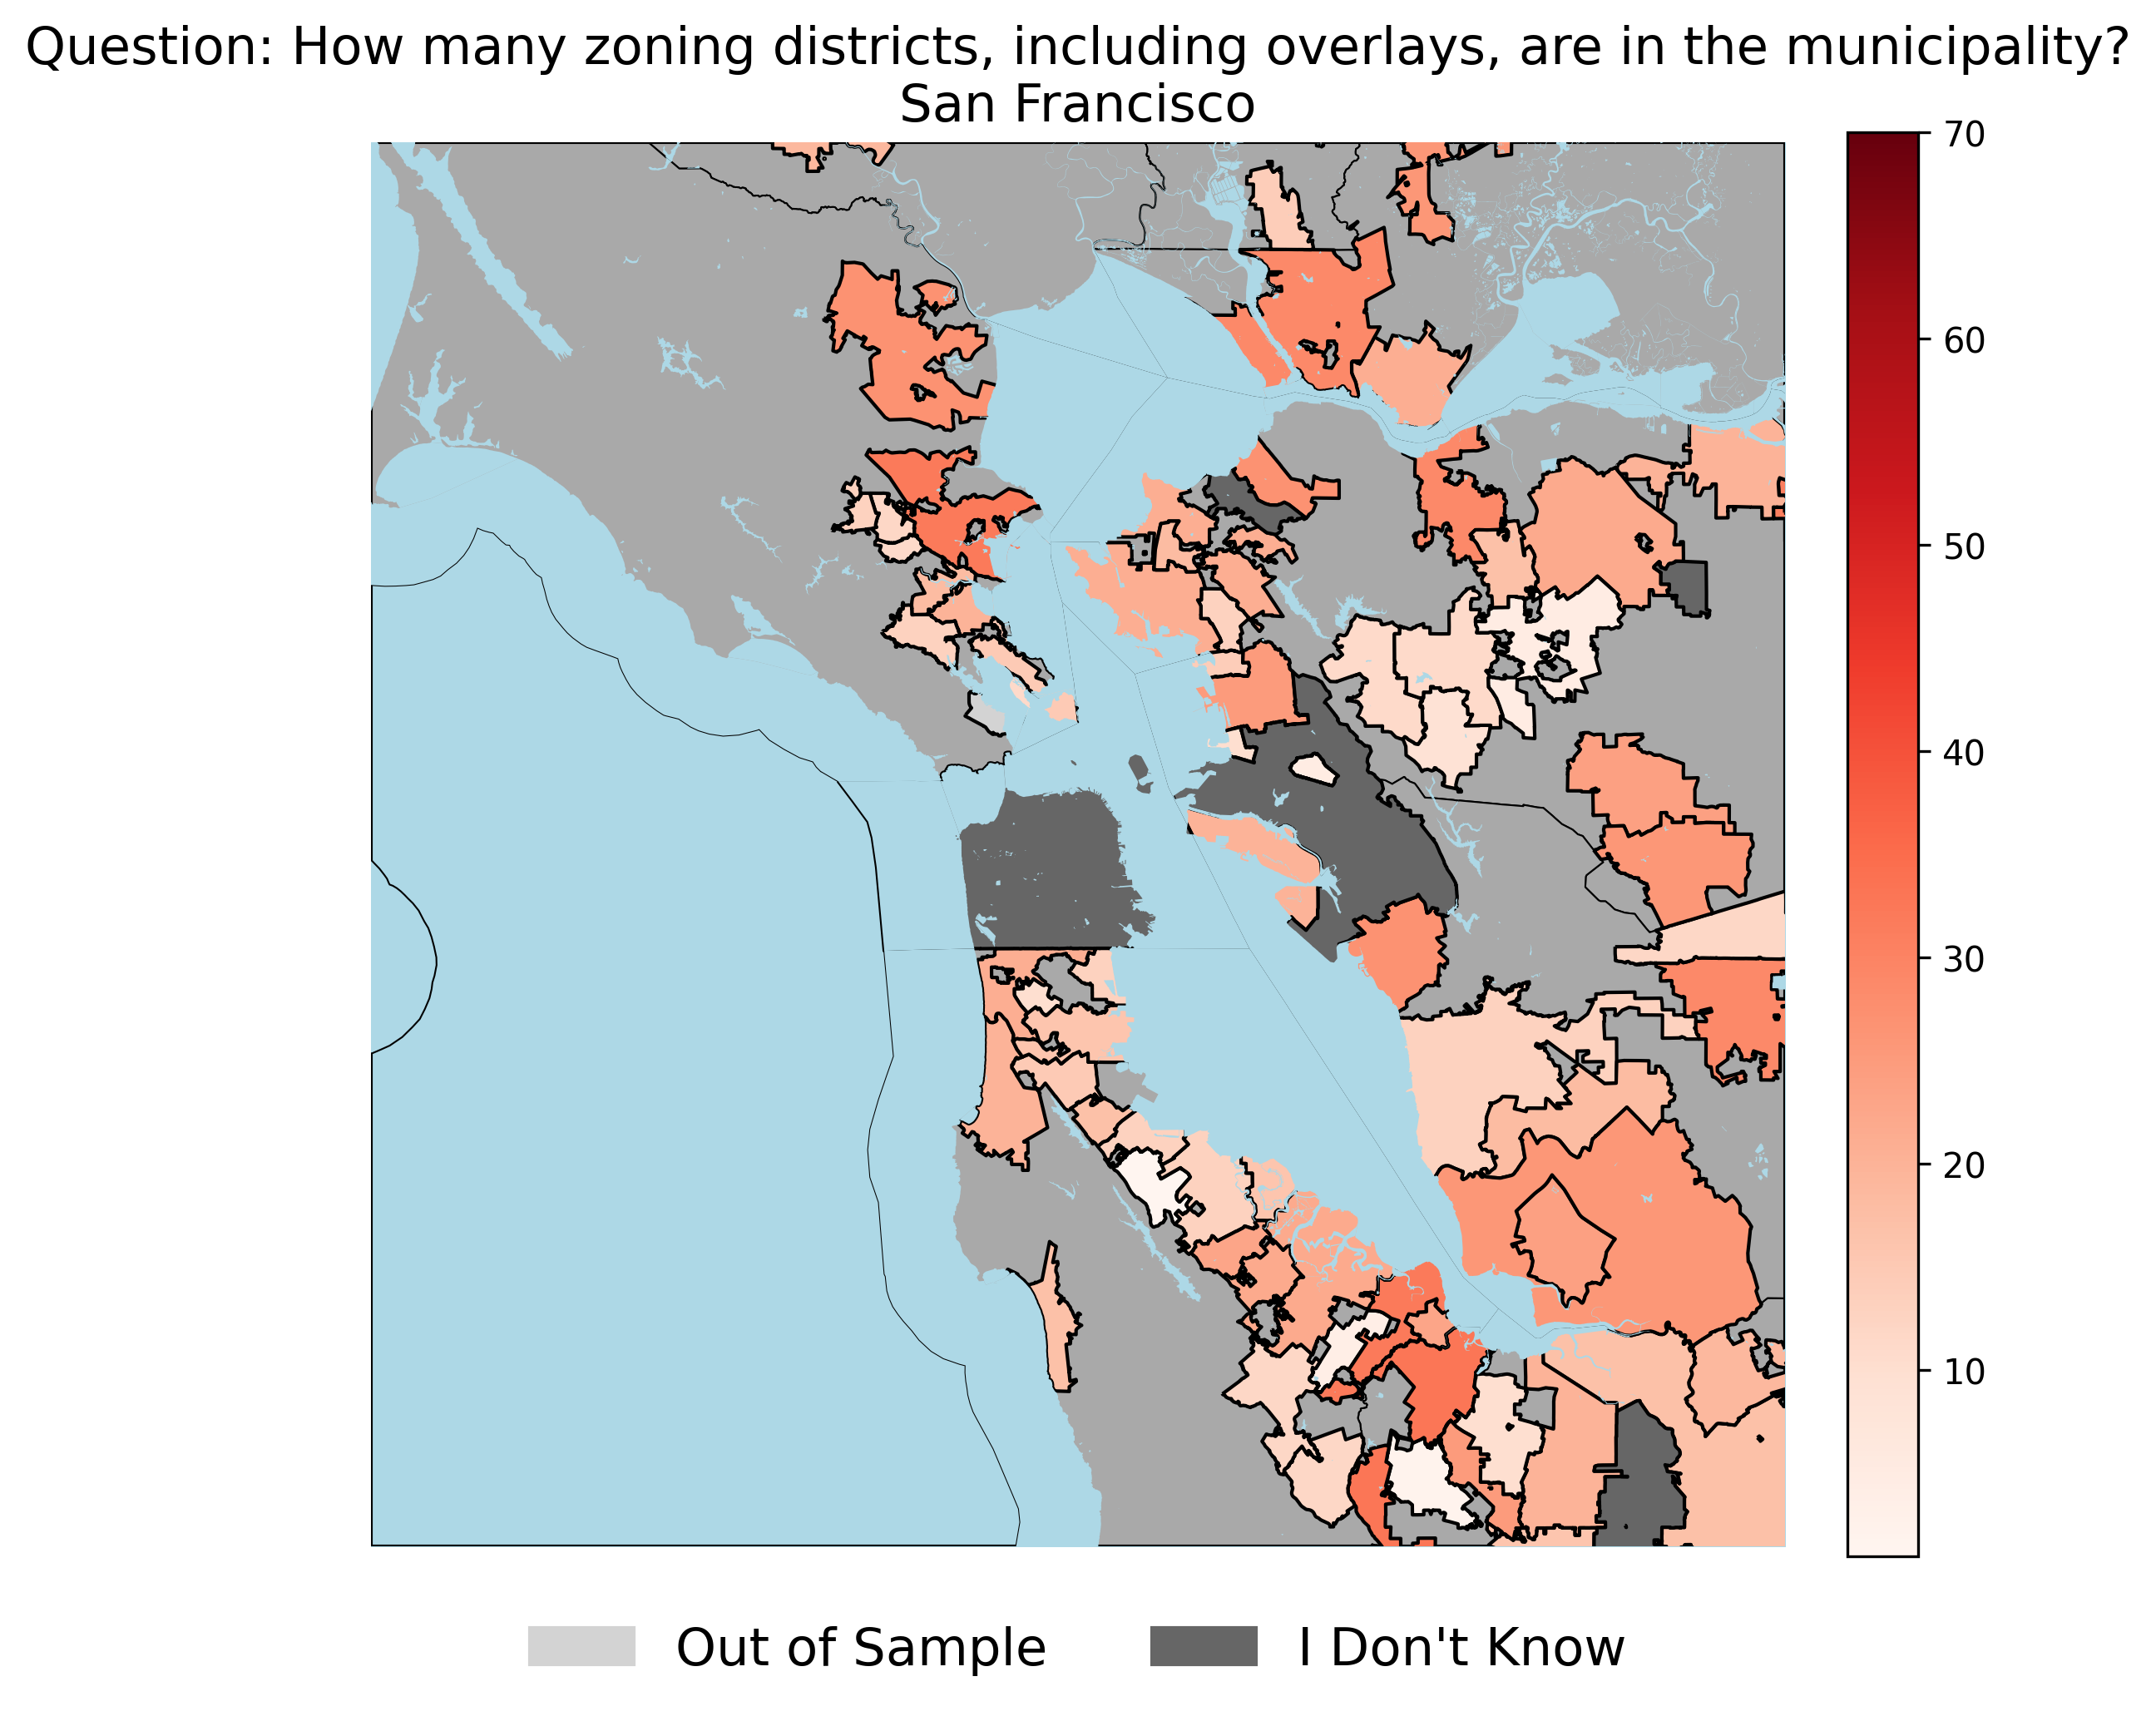 Question: How many zoning districts, including overlays, are in the municipality?
San Francisco
70
60
50
40
30
20
10
Out of Sample
I Don't Know